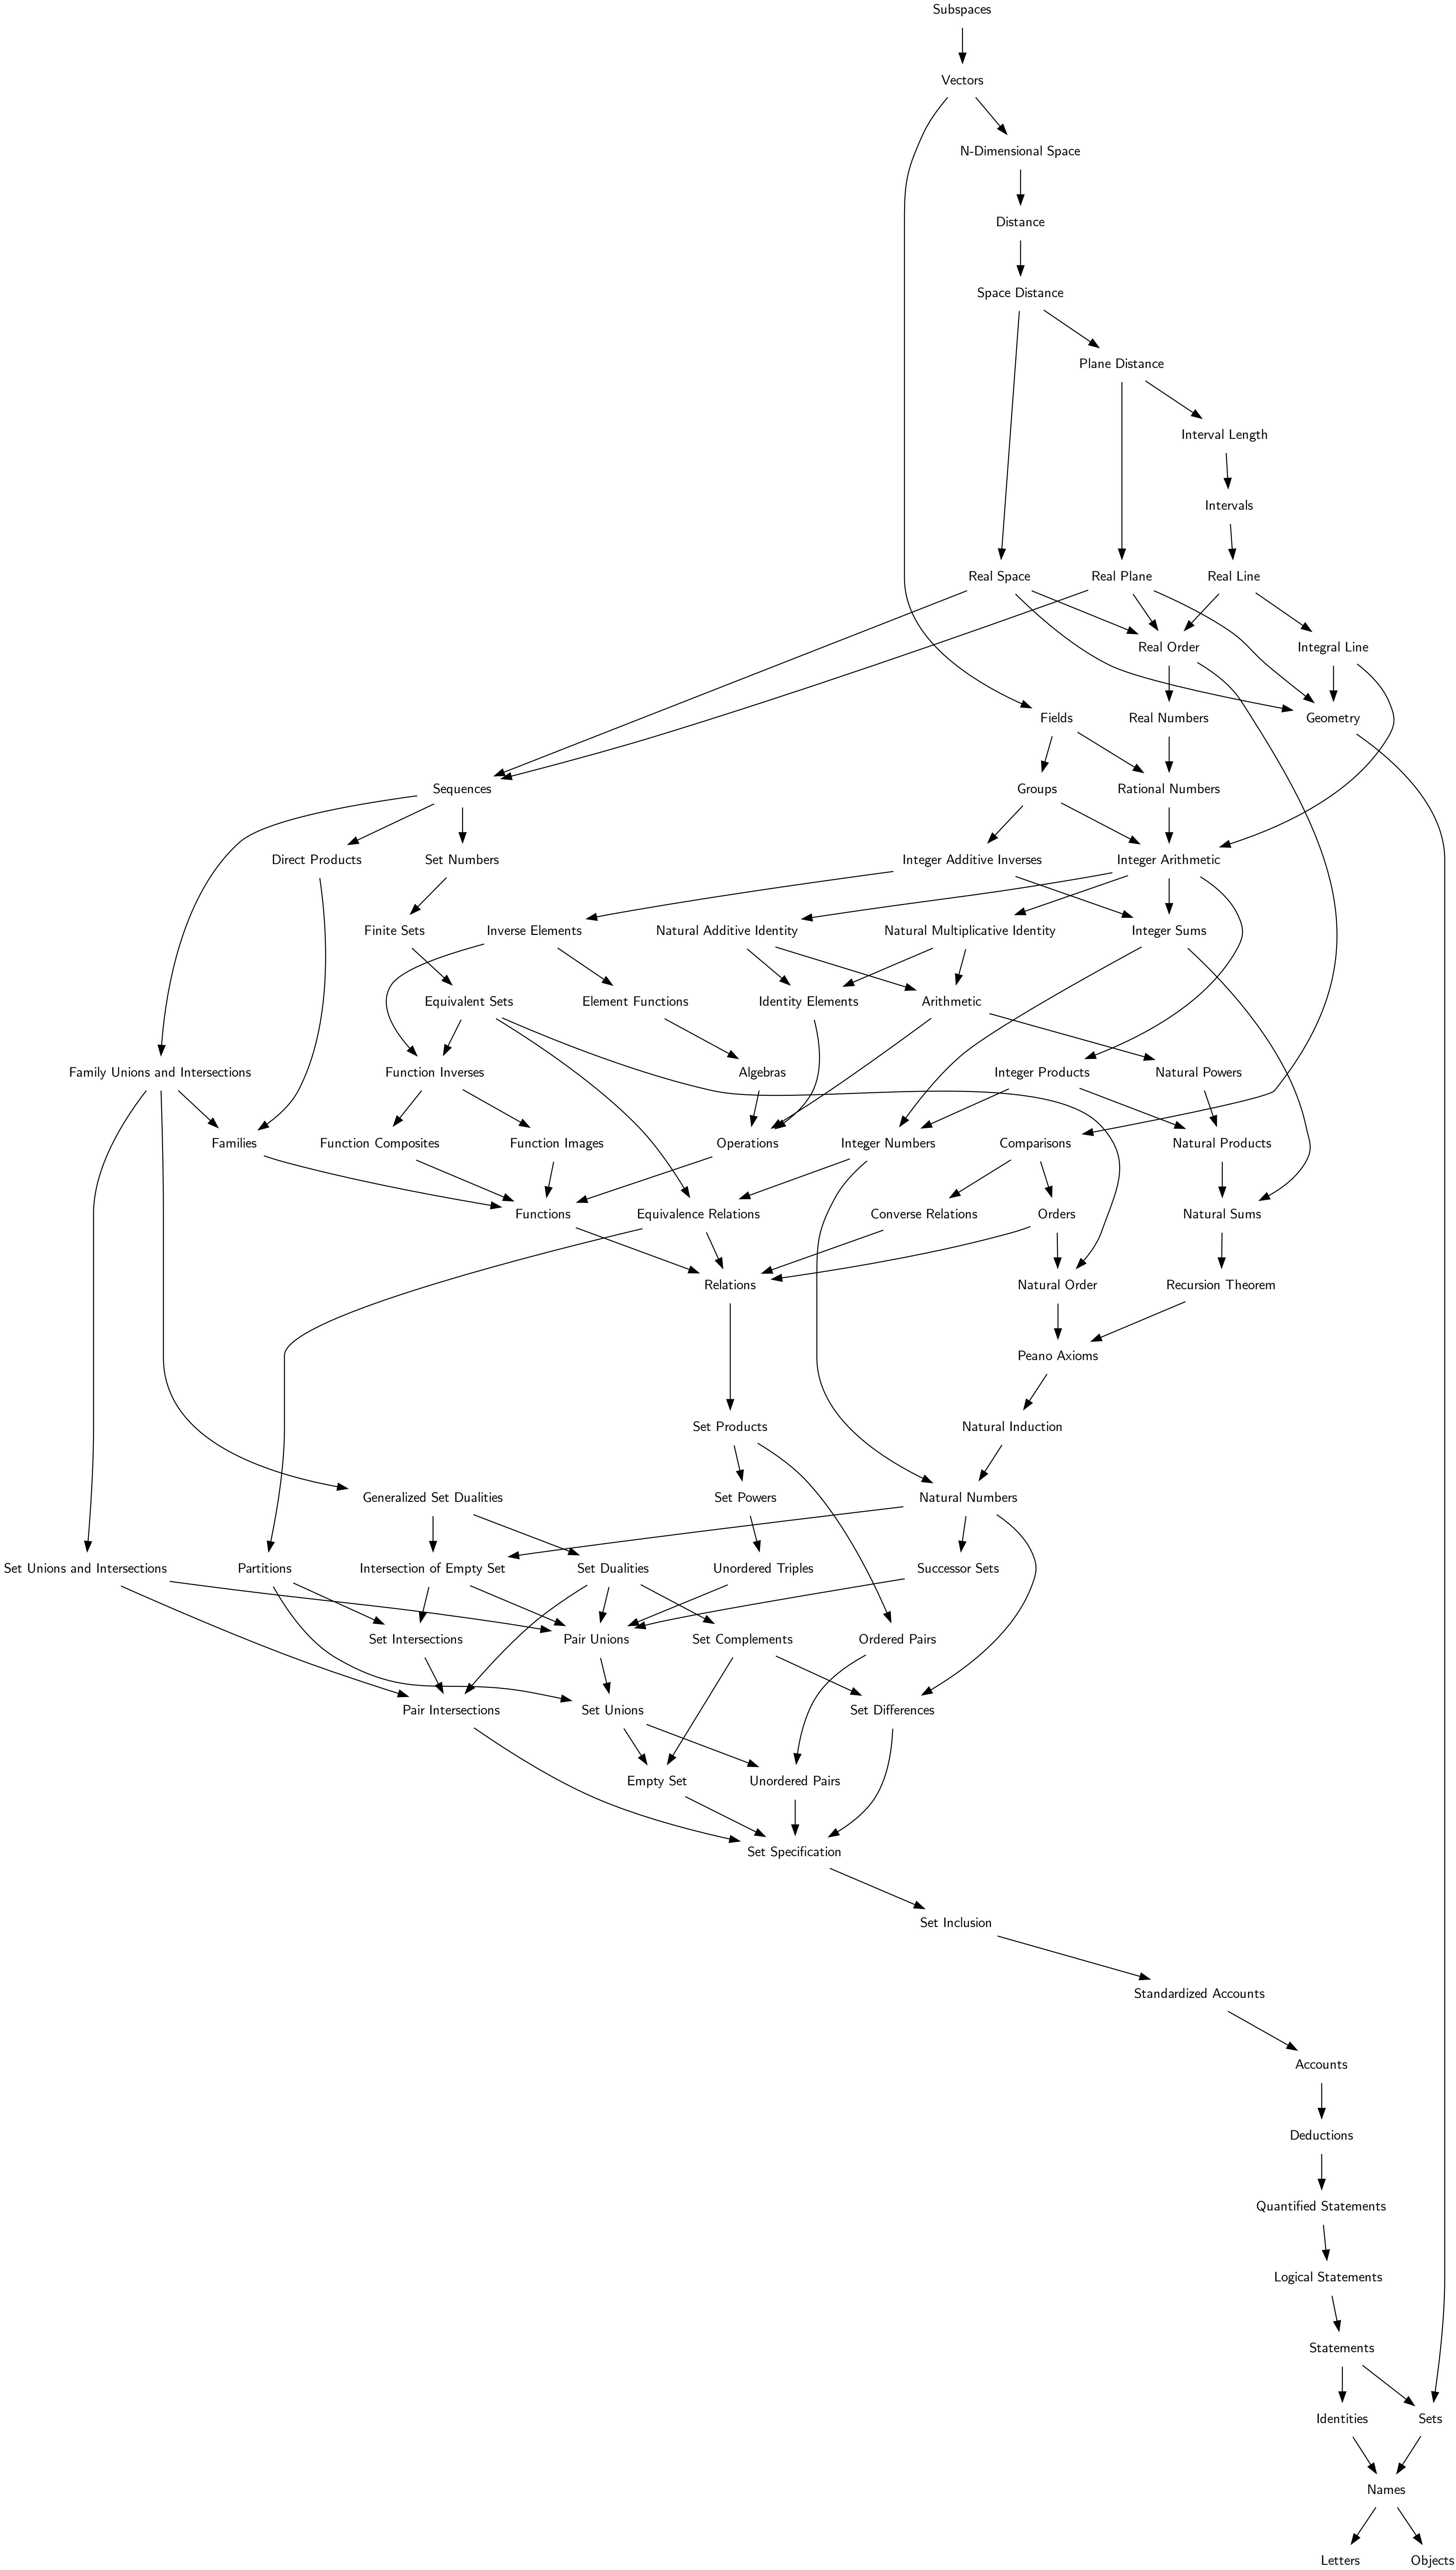 Subspaces
Vectors
N-Dimensional Space
Distance
Space Distance
Plane Distance
Interval Length
Intervals
Real Space
Real Plane
Real Line
Real Order
Integral Line
Fields
Real Numbers
Geometry
Sequences
Groups
Rational Numbers
Direct Products
Set Numbers
Integer Additive Inverses
Integer Arithmetic
Finite Sets
Inverse Elements
Natural Additive Identity
Natural Multiplicative Identity
Integer Sums
Equivalent Sets
Element Functions
Identity Elements
Arithmetic
Family Unions and Intersections
Function Inverses
Algebras
Integer Products
Natural Powers
Families
Function Composites
Function Images
Operations
Integer Numbers
Comparisons
Natural Products
Functions
Equivalence Relations
Converse Relations
Orders
Natural Sums
Relations
Natural Order
Recursion Theorem
Peano Axioms
Set Products
Natural Induction
Generalized Set Dualities
Set Powers
Natural Numbers
Set Unions and Intersections
Partitions
Intersection of Empty Set
Set Dualities
Unordered Triples
Successor Sets
Set Intersections
Pair Unions
Set Complements
Ordered Pairs
Pair Intersections
Set Unions
Set Differences
Empty Set
Unordered Pairs
Set Specification
Set Inclusion
Standardized Accounts
Accounts
Deductions
Quantified Statements
Logical Statements
Statements
Identities
Sets
Names
Letters
Objects